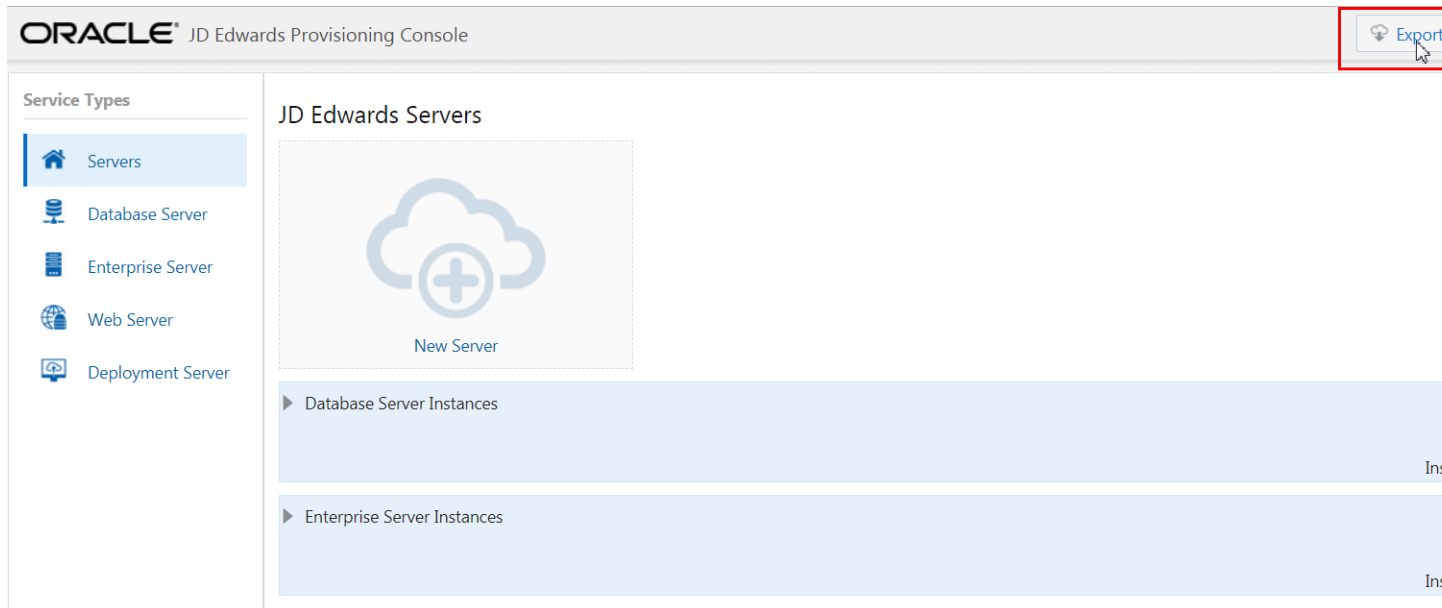 ORACLE® JD Edwards Provisioning Console
Export
Service Types
Servers
Database Server
Enterprise Server
Web Server
Deployment Server
JD Edwards Servers
New Server
Database Server Instances
Enterprise Server Instances